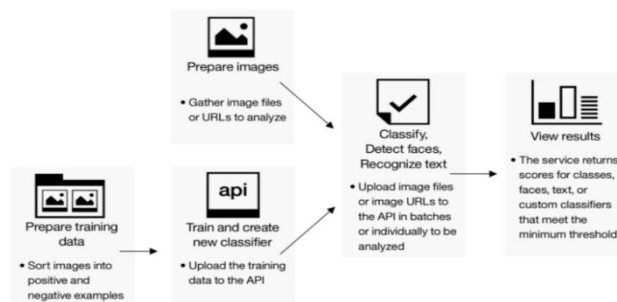 Prepare images
• Gather image files
or URLs to analyze
Prepare training
data
• Sort images into
positive and
negative examples
api
Train and create
new classifier
• Upload the training
data to the API
Classify,
Detect faces,
Recognize text
• Upload image files
or image URLs to
the API in batches
or individually to be
analyzed
View results
• The service returns
scores for classes,
faces, text, or
custom classifiers
that meet the
minimum threshold